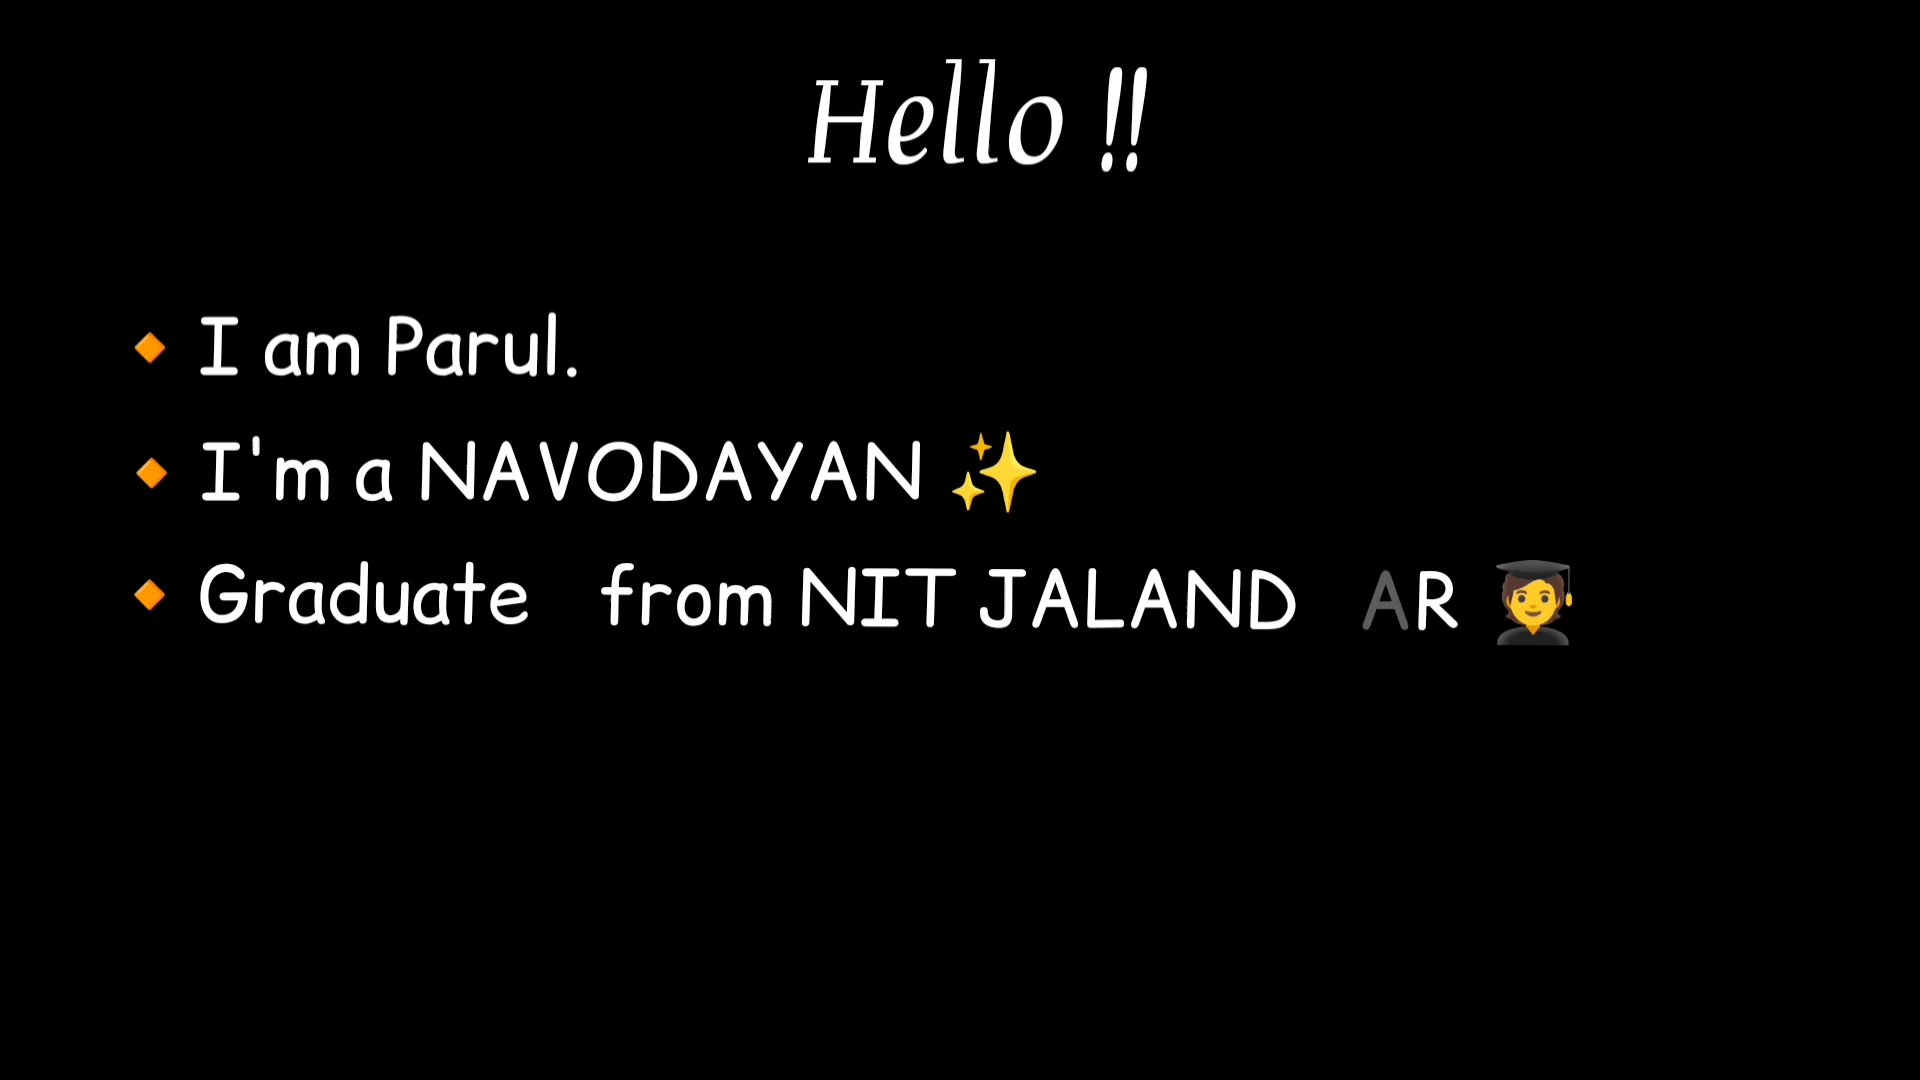 Hello !!
🔸 I am Parul.
🔸 I'm a NAVODAYAN ✨
🔸 Graduate from NIT JALAND AR 🧑‍🎓